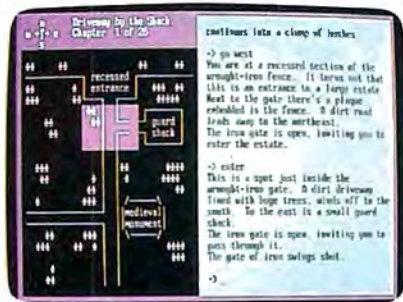 n
w + e
s
Driveway by the Shack.
Chapter 1 of 26
recessed
entrance
guard
shack
medieval
monument
continues into a clump of bushes
-> go west
You are at a recessed section of the
wrought-iron fence. It turns out that
this is an entrance to a large estate.
Next to the gate there's a plaque
embedded in the fence. A dirt road
leads away to the northeast.
The iron gate is open, inviting you to
enter the estate.
-> enter
This is a spot just inside the
wrought-iron gate. A dirt driveway
lined with huge trees, winds off to the
south. To the east is a small guard
shack.
The iron gate is open, inviting you to
pass through it.
The gate of iron swings shut.
->